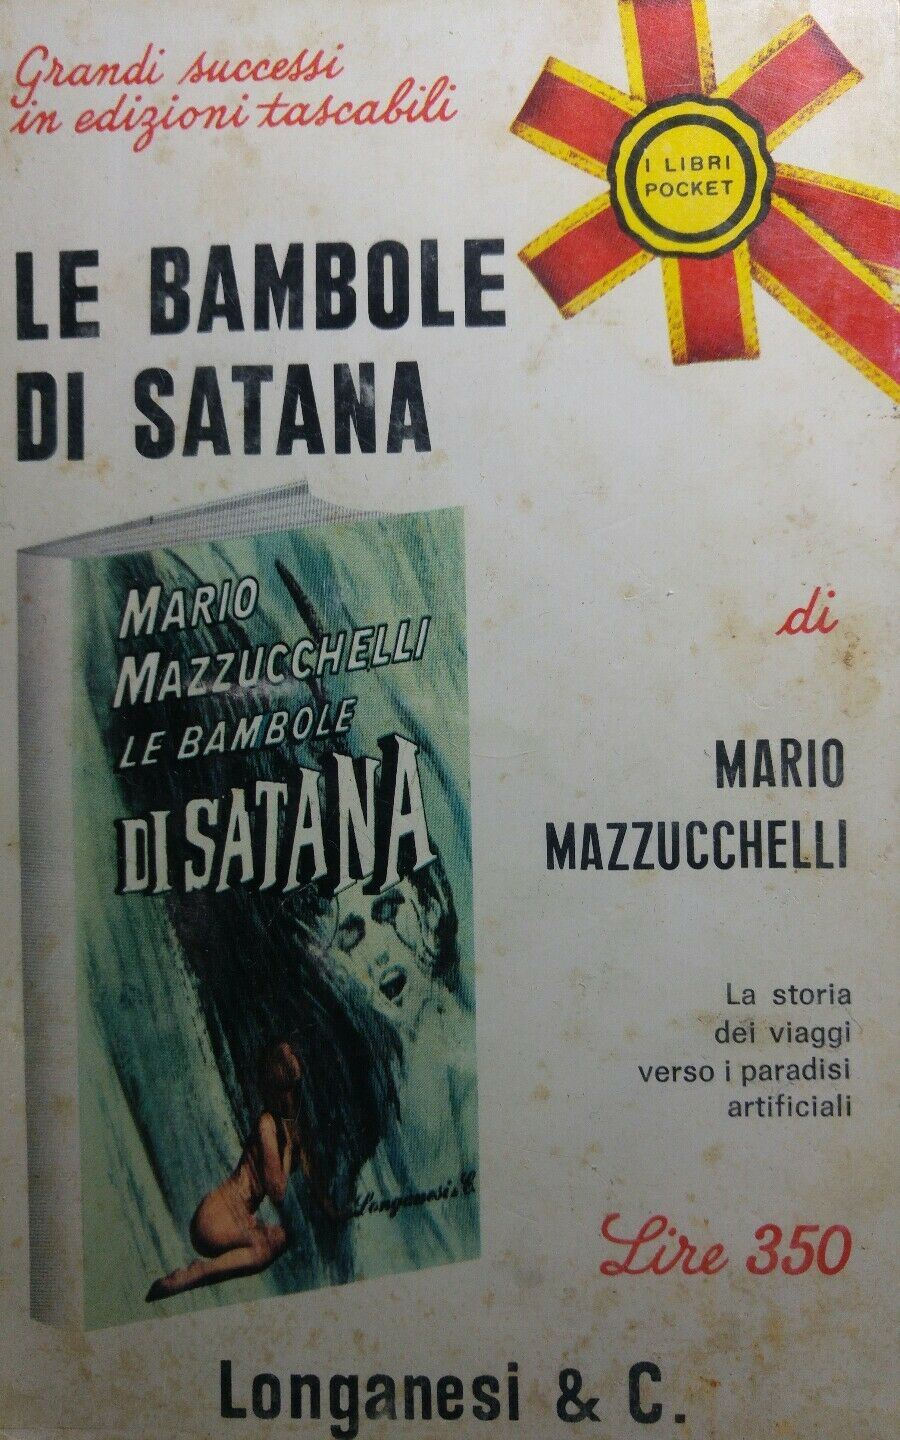 Grandi successi
in edizioni tascabili
I LIBRI
POCKET
LE BAMBOLE
DI SATANA
MARIO
MAZZUCCHELLI
LE BAMBOLE
DI SATANA
Longanesi & C.
di
MARIO
MAZZUCCHELLI
La storia
dei viaggi
verso i paradisi
artificiali
Lire 350
Longanesi & C.